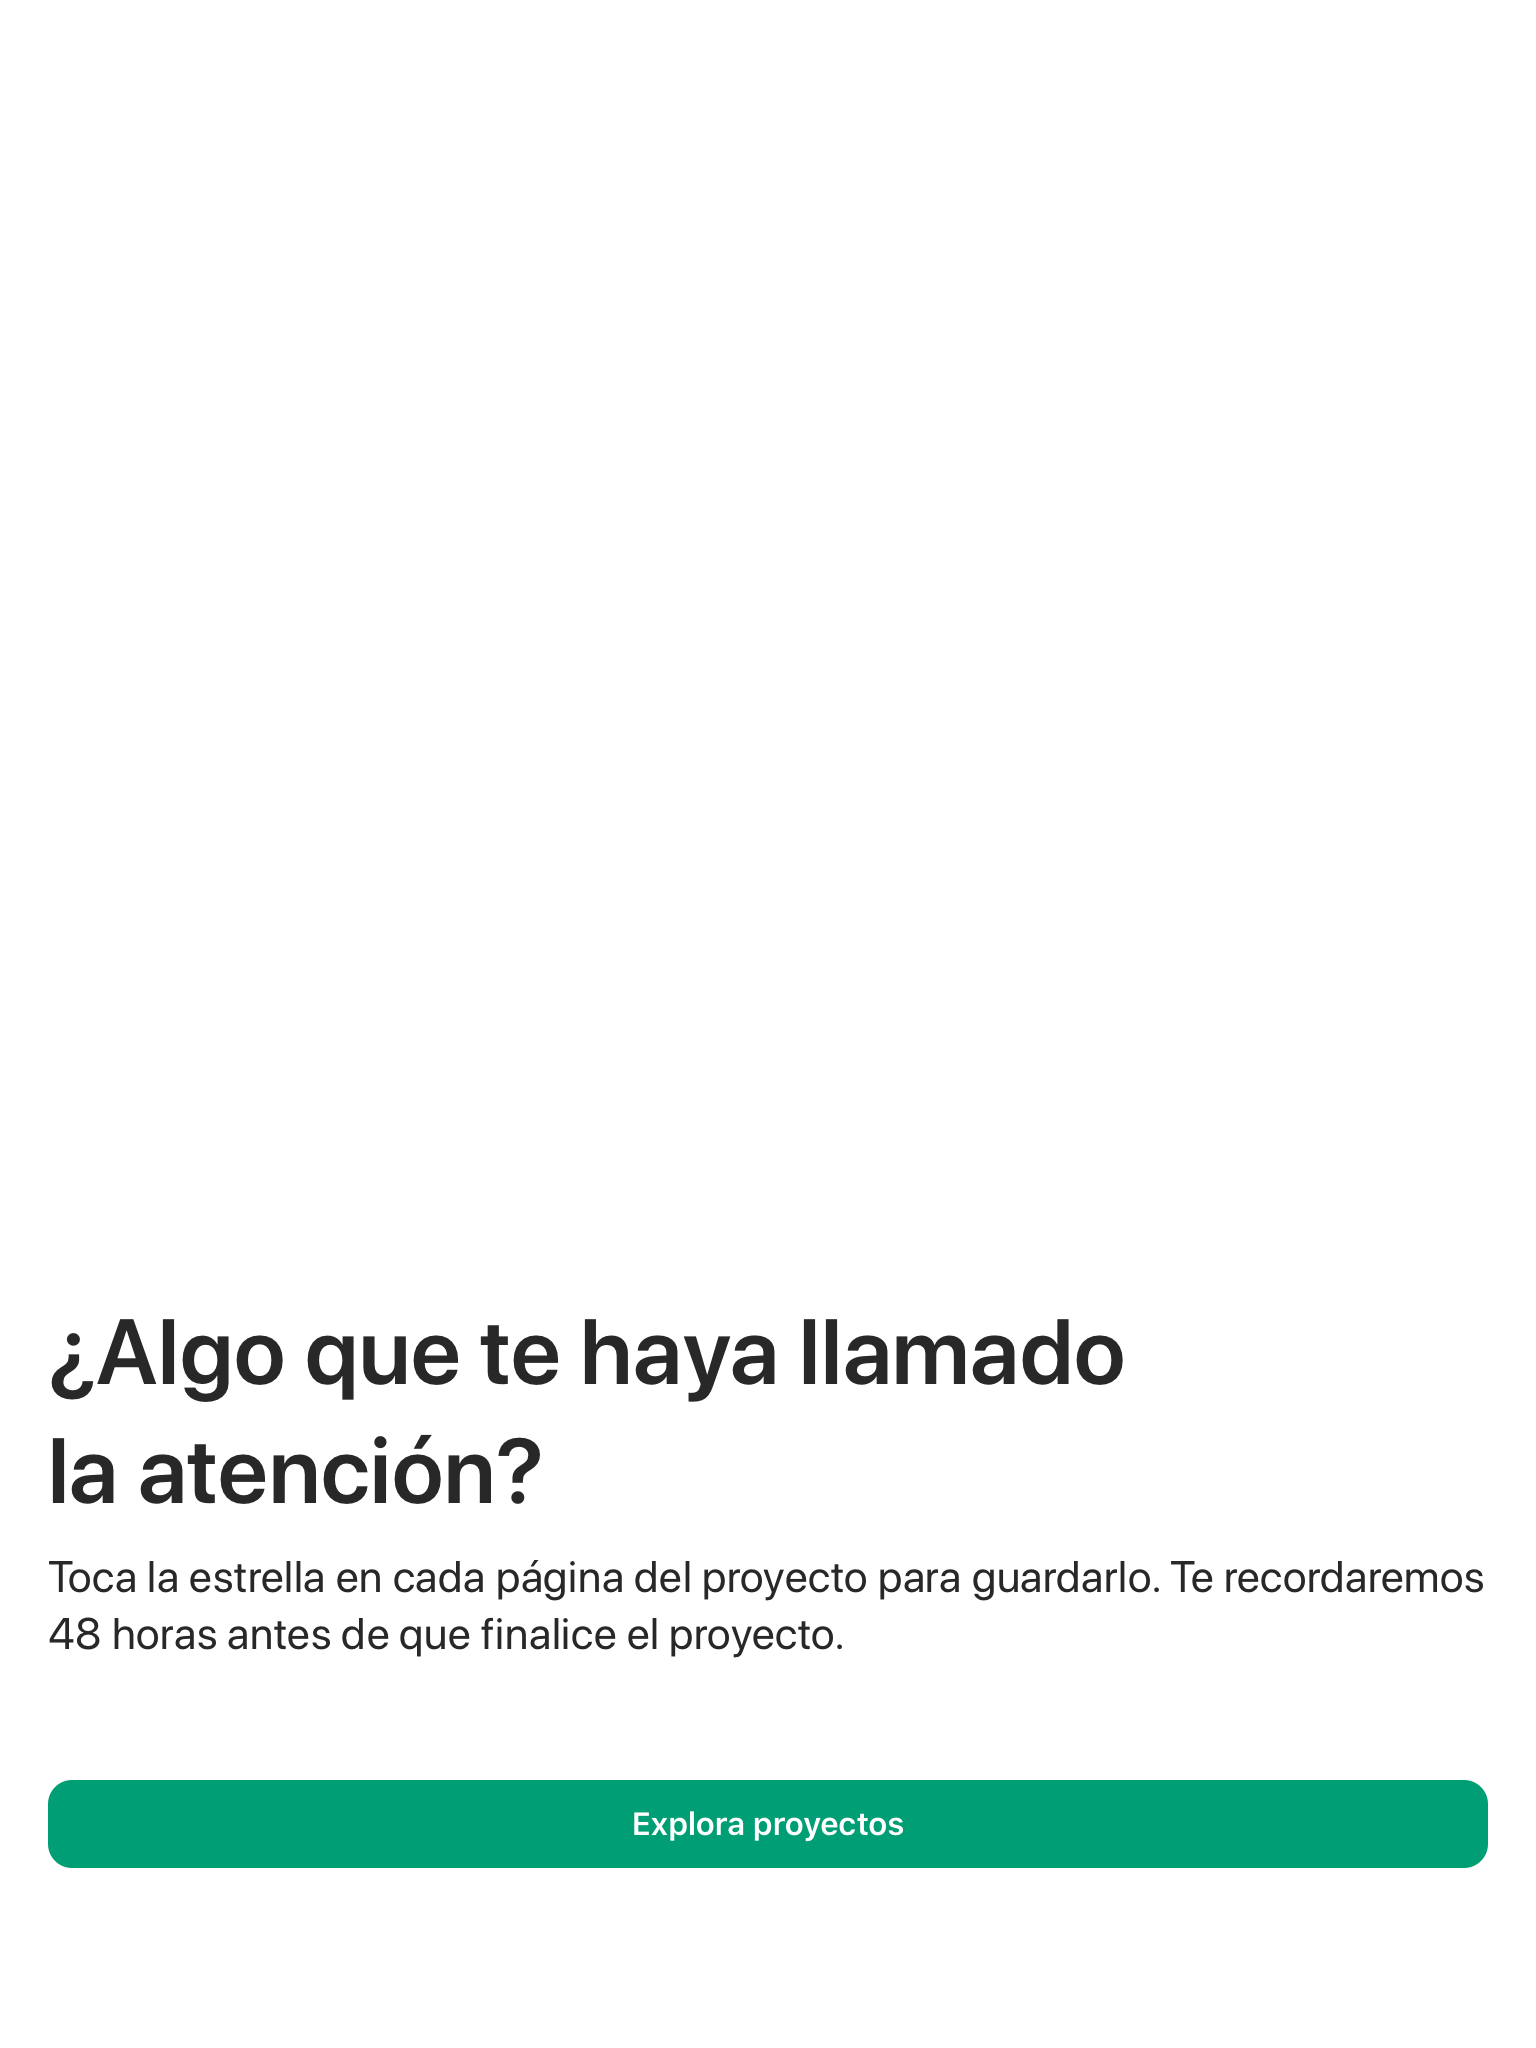 ¿Algo que te haya llamado
la atención?
Toca la estrella en cada página del proyecto para guardarlo. Te recordaremos
48 horas antes de que finalice el proyecto.
Explora proyectos